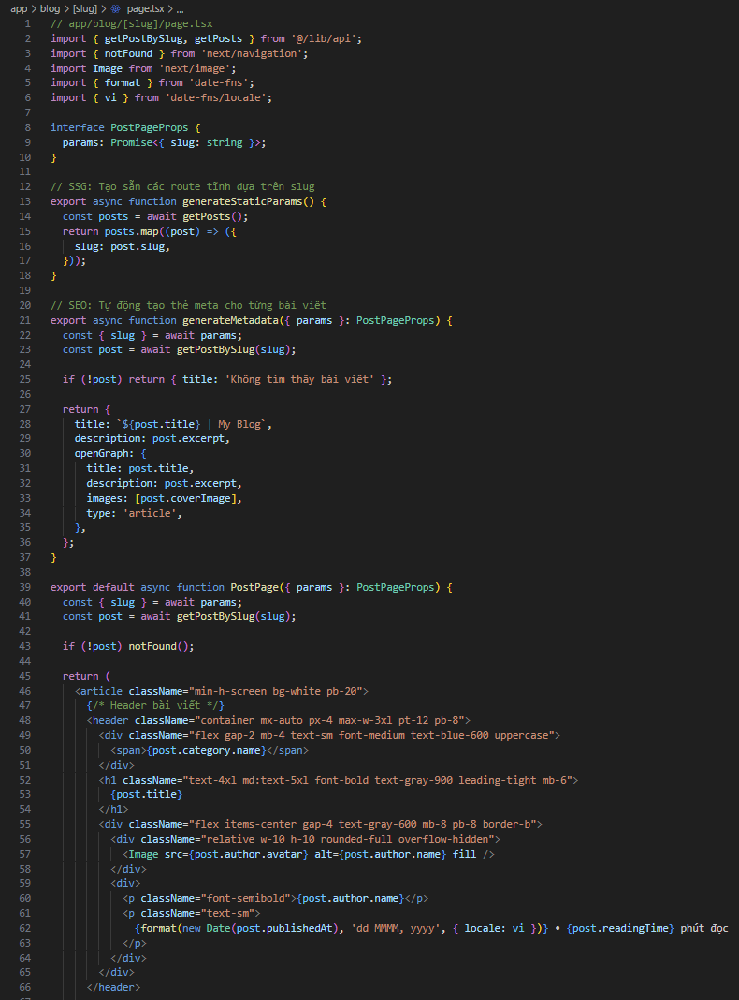 app > blog > [slug] > page.tsx > ...
1 // app/blog/[slug]/page.tsx
2 import { getPostBySlug, getPosts } from '@/lib/api';
3 import { notFound } from 'next/navigation';
4 import Image from 'next/image';
5 import { format } from 'date-fns';
6 import { vi } from 'date-fns/locale';
7
8 interface PostPageProps {
9   params: Promise<{ slug: string }>;
10 }
11
12 // SSG: Tạo sẵn các route tĩnh dựa trên slug
13 export async function generateStaticParams() {
14   const posts = await getPosts();
15   return posts.map((post) => ({
16     slug: post.slug,
17   }));
18 }
19
20 // SEO: Tự động tạo thẻ meta cho từng bài viết
21 export async function generateMetadata({ params }: PostPageProps) {
22   const { slug } = await params;
23   const post = await getPostBySlug(slug);
24
25   if (!post) return { title: 'Không tìm thấy bài viết' };
26
27   return {
28     title: `${post.title} | My Blog`,
29     description: post.excerpt,
30     openGraph: {
31       title: post.title,
32       description: post.excerpt,
33       images: [post.coverImage],
34       type: 'article',
35     },
36   };
37 }
38
39 export default async function PostPage({ params }: PostPageProps) {
40   const { slug } = await params;
41   const post = await getPostBySlug(slug);
42
43   if (!post) notFound();
44
45   return (
46     <article className="min-h-screen bg-white pb-20">
47       {/* Header bài viết */}
48       <header className="container mx-auto px-4 max-w-3xl pt-12 pb-8">
49         <div className="flex gap-2 mb-4 text-sm font-medium text-blue-600 uppercase">
50           <span>{post.category.name}</span>
51         </div>
52         <h1 className="text-4xl md:text-5xl font-bold text-gray-900 leading-tight mb-6">
53           {post.title}
54         </h1>
55         <div className="flex items-center gap-4 text-gray-600 mb-8 pb-8 border-b">
56           <div className="relative w-10 h-10 rounded-full overflow-hidden">
57             <Image src={post.author.avatar} alt={post.author.name} fill />
58           </div>
59           <div>
60             <p className="font-semibold">{post.author.name}</p>
61             <p className="text-sm">
62               {format(new Date(post.publishedAt), 'dd MMMM, yyyy', { locale: vi })} • {post.readingTime} phút đọc
63             </p>
64           </div>
65         </div>
66       </header>